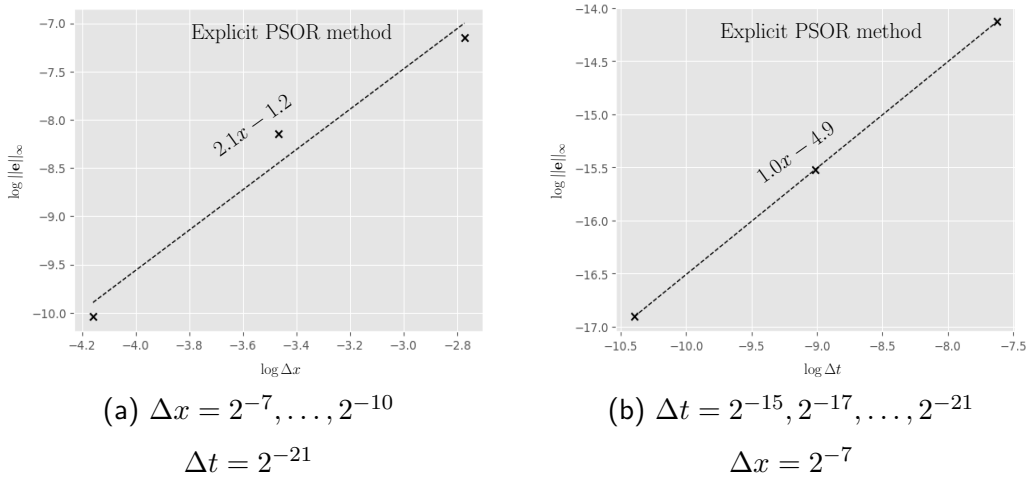 Explicit PSOR method
2.1x − 1.2
log ||e||∞
−7.0
−7.5
−8.0
−8.5
−9.0
−9.5
−10.0
−4.2 −4.0 −3.8 −3.6 −3.4 −3.2 −3.0 −2.8
log Δx
(a) Δx = 2⁻⁷, . . . , 2⁻¹⁰
Δt = 2⁻²¹
Explicit PSOR method
1.0x − 4.9
log ||e||∞
−14.0
−14.5
−15.0
−15.5
−16.0
−16.5
−17.0
−10.5 −10.0 −9.5 −9.0 −8.5 −8.0 −7.5
log Δt
(b) Δt = 2⁻¹⁵, 2⁻¹⁷, . . . , 2⁻²¹
Δx = 2⁻⁷